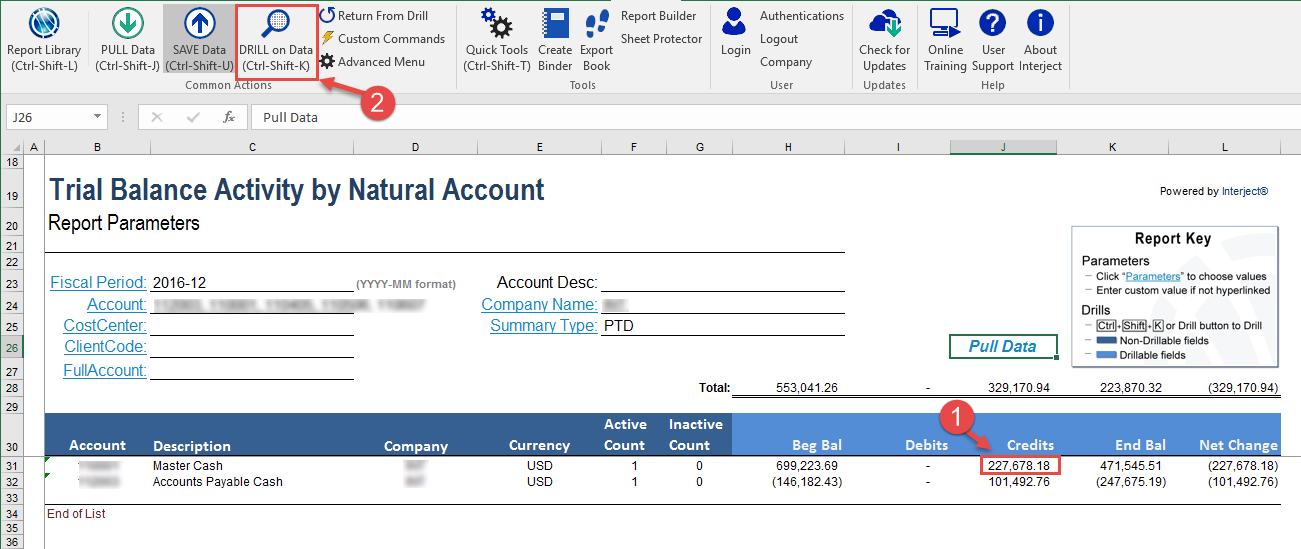 Report Library
(Ctrl-Shift-L)
PULL Data
(Ctrl-Shift-J)
SAVE Data
(Ctrl-Shift-U)
DRILL on Data
(Ctrl-Shift-K)
Return From Drill
Custom Commands
Advanced Menu
Common Actions
2
Quick Tools
(Ctrl-Shift-T)
Create
Binder
Export
Book
Report Builder
Sheet Protector
Tools
Login
Authentications
Logout
Company
User
Check for
Updates
Updates
Online
Training
User
Support
About
Interject
Help
J26
fx
Pull Data
A B C D E F G H I J K L
18
19 Trial Balance Activity by Natural Account Powered by Interject®
20 Report Parameters
21
22
23 Fiscal Period: 2016-12 (YYYY-MM format) Account Desc:
24 Account: Company Name:
25 CostCenter: Summary Type: PTD
26 ClientCode: Pull Data
27 FullAccount:
Report Key
Parameters
– Click “Parameters” to choose values
– Enter custom value if not hyperlinked
Drills
– Ctrl+Shift+K or Drill button to Drill
– Non-Drillable fields
– Drillable fields
28 Total: 553,041.26 - 329,170.94 223,870.32 (329,170.94)
29
1
30 Account Description Company Currency Active Count Inactive Count Beg Bal Debits Credits End Bal Net Change
31 Master Cash USD 1 0 699,223.69 - 227,678.18 471,545.51 (227,678.18)
32 Accounts Payable Cash USD 1 0 (146,182.43) - 101,492.76 (247,675.19) (101,492.76)
33
34 End of List
35
36